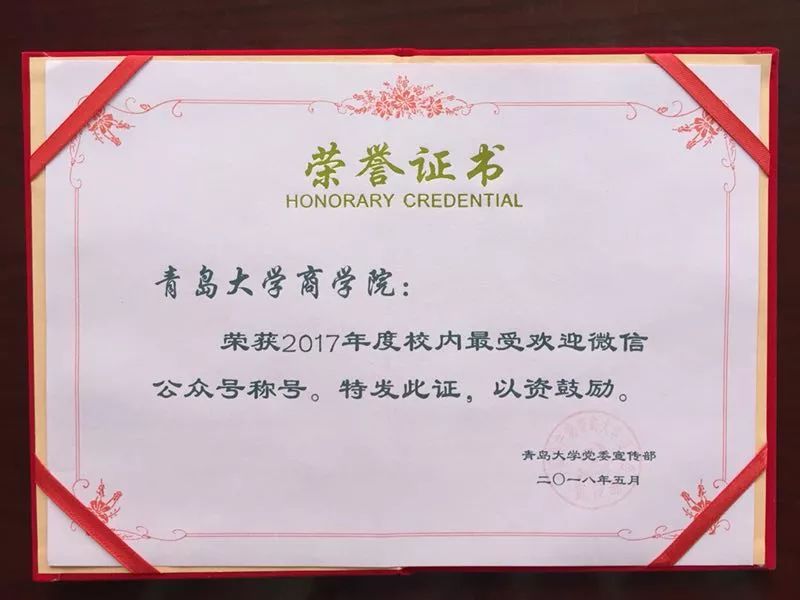 荣誉证书
HONORARY CREDENTIAL
青岛大学商学院：
荣获2017年度校内最受欢迎微信
公众号称号。特发此证，以资鼓励。
青岛大学党委宣传部
二〇一八年五月